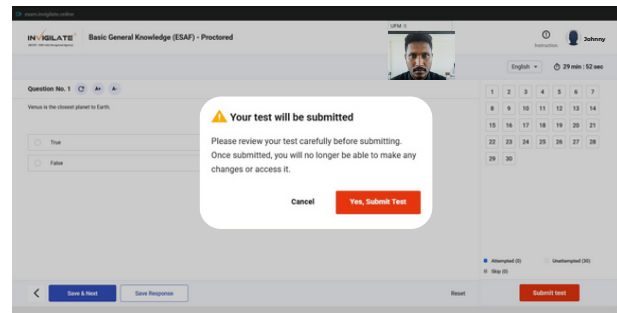 exam.invigilate.online
INVIGILATE
Basic General Knowledge (ESAF) - Proctored
UFM 0
Instruction
Johnny
English
29 min : 52 sec
Question No. 1
A+
A-
Venus is the closest planet to Earth.
True
False
Your test will be submitted
Please review your test carefully before submitting.
Once submitted, you will no longer be able to make any
changes or access it.
Cancel
Yes, Submit Test
1 2 3 4 5 6 7
8 9 10 11 12 13 14
15 16 17 18 19 20 21
22 23 24 25 26 27 28
29 30
Attempted (0)
Unattempted (30)
Skip (0)
Save & Next
Save Response
Reset
Submit test